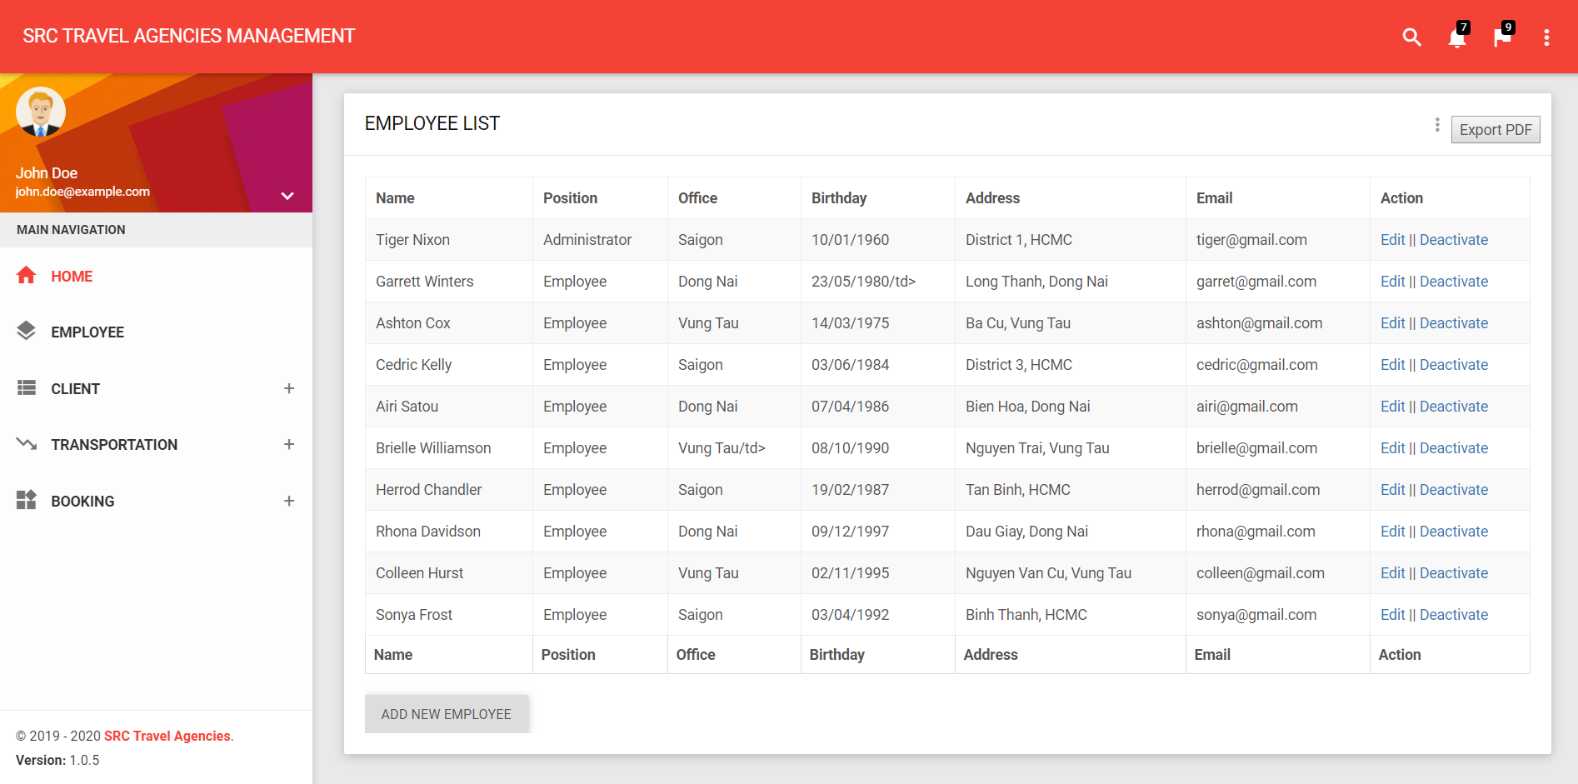 SRC TRAVEL AGENCIES MANAGEMENT
7
9
John Doe
john.doe@example.com
MAIN NAVIGATION
HOME
EMPLOYEE
CLIENT +
TRANSPORTATION +
BOOKING +
© 2019 - 2020 SRC Travel Agencies.
Version: 1.0.5
EMPLOYEE LIST
Export PDF
Name Position Office Birthday Address Email Action
Tiger Nixon Administrator Saigon 10/01/1960 District 1, HCMC tiger@gmail.com Edit || Deactivate
Garrett Winters Employee Dong Nai 23/05/1980/td> Long Thanh, Dong Nai garret@gmail.com Edit || Deactivate
Ashton Cox Employee Vung Tau 14/03/1975 Ba Cu, Vung Tau ashton@gmail.com Edit || Deactivate
Cedric Kelly Employee Saigon 03/06/1984 District 3, HCMC cedric@gmail.com Edit || Deactivate
Airi Satou Employee Dong Nai 07/04/1986 Bien Hoa, Dong Nai airi@gmail.com Edit || Deactivate
Brielle Williamson Employee Vung Tau/td> 08/10/1990 Nguyen Trai, Vung Tau brielle@gmail.com Edit || Deactivate
Herrod Chandler Employee Saigon 19/02/1987 Tan Binh, HCMC herrod@gmail.com Edit || Deactivate
Rhona Davidson Employee Dong Nai 09/12/1997 Dau Giay, Dong Nai rhona@gmail.com Edit || Deactivate
Colleen Hurst Employee Vung Tau 02/11/1995 Nguyen Van Cu, Vung Tau colleen@gmail.com Edit || Deactivate
Sonya Frost Employee Saigon 03/04/1992 Binh Thanh, HCMC sonya@gmail.com Edit || Deactivate
Name Position Office Birthday Address Email Action
ADD NEW EMPLOYEE